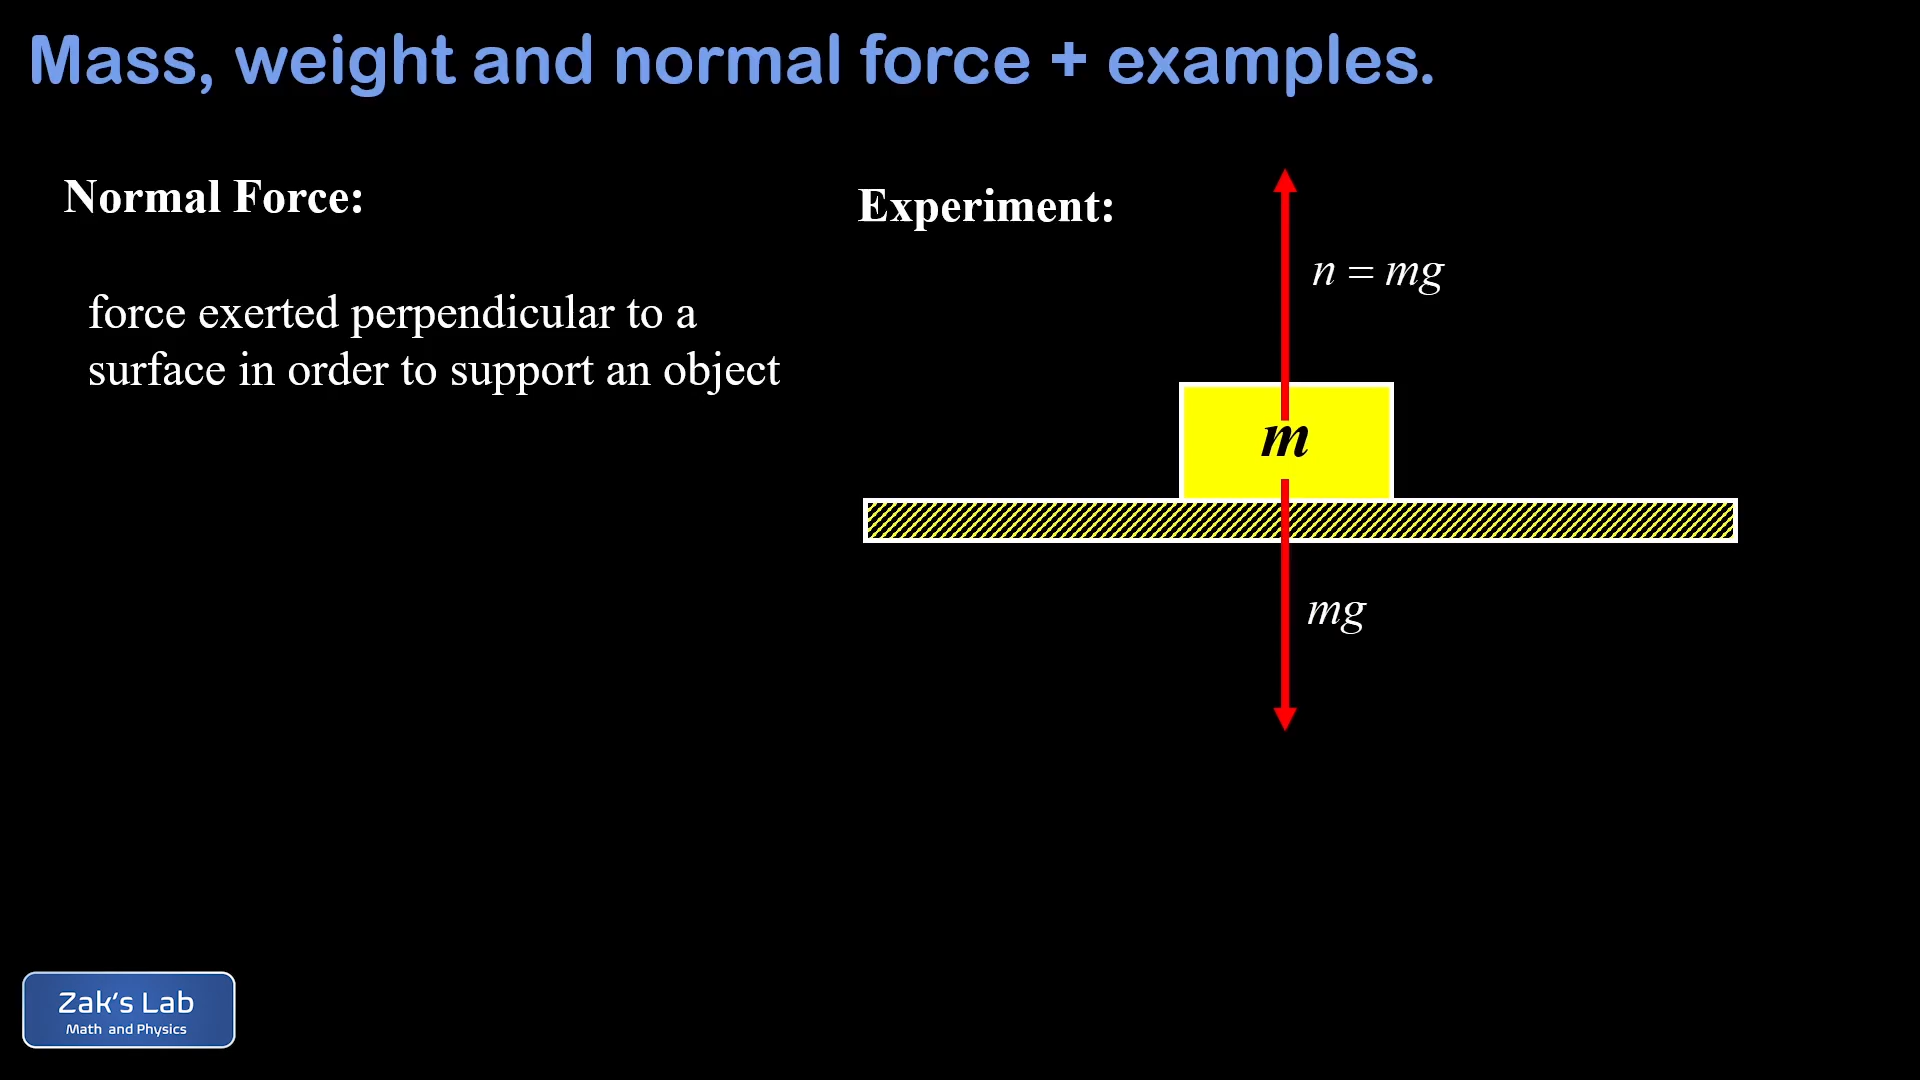 Mass, weight and normal force + examples.
Normal Force:
force exerted perpendicular to a
surface in order to support an object
Experiment:
n = mg
m
mg
Zak's Lab
Math and Physics